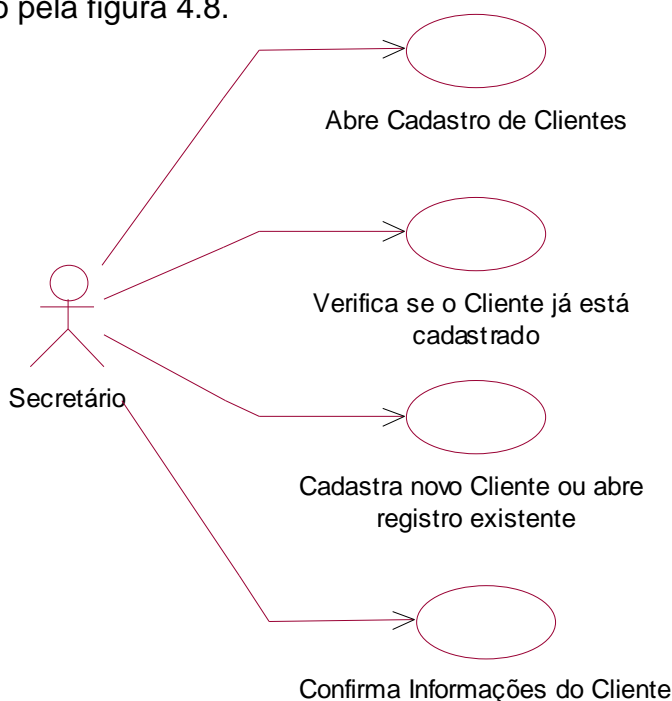 o pela figura 4.8.
Abre Cadastro de Clientes
Verifica se o Cliente já está
cadastrado
Secretário
Cadastra novo Cliente ou abre
registro existente
Confirma Informações do Cliente